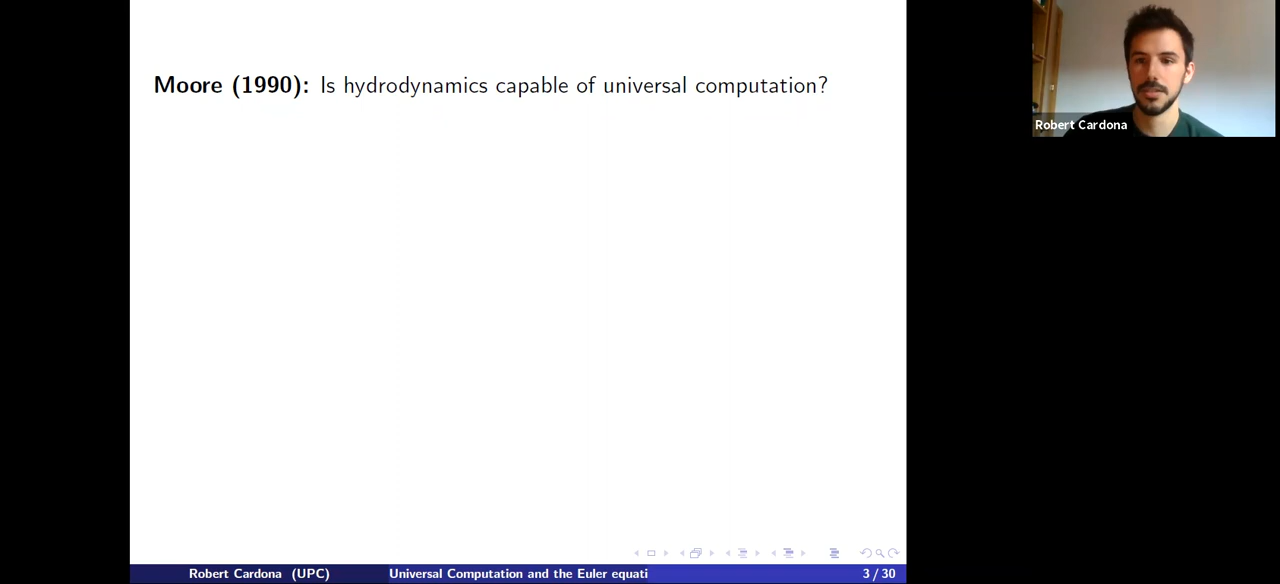 Moore (1990): Is hydrodynamics capable of universal computation?
Robert Cardona
Robert Cardona (UPC) Universal Computation and the Euler equati 3 / 30